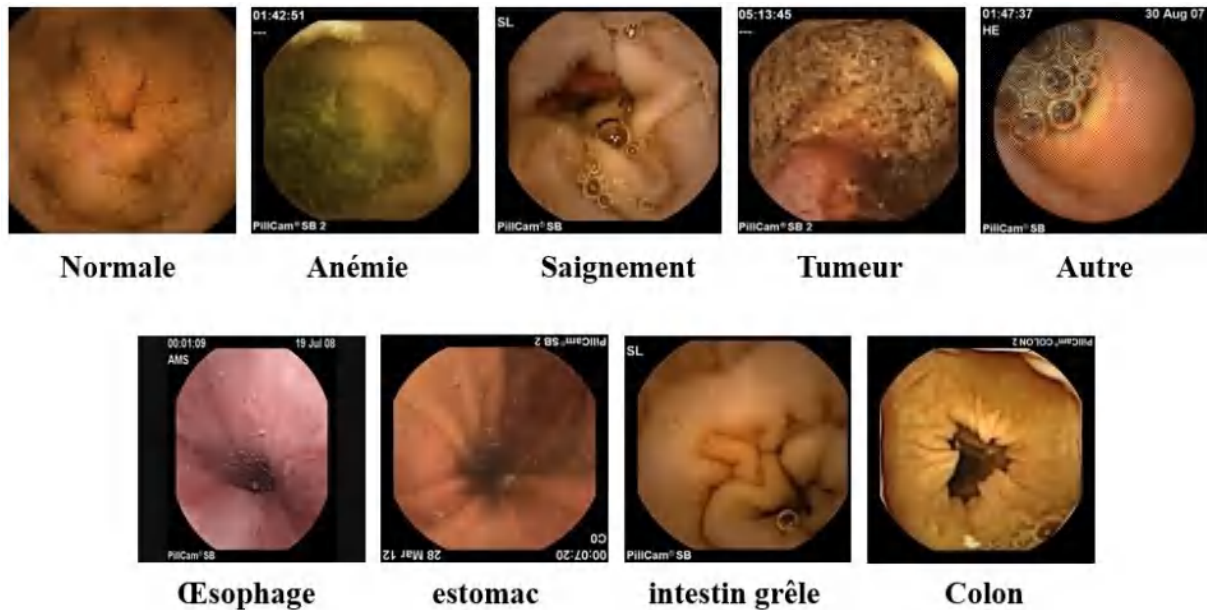 01:42:51
---
PillCam® SB 2
SL
PillCam® SB
05:13:45
---
PillCam® SB 2
01:47:37 30 Aug 07
HE
PillCam® SB
Normale Anémie Saignement Tumeur Autre
00:01:09 19 Jul 08
AMS
PillCam® SB
PillCam® SB 2
28 Mar 12 00:07:20
C0
SL
PillCam® SB
PillCam® COLON 2
Œsophage estomac intestin grêle Colon